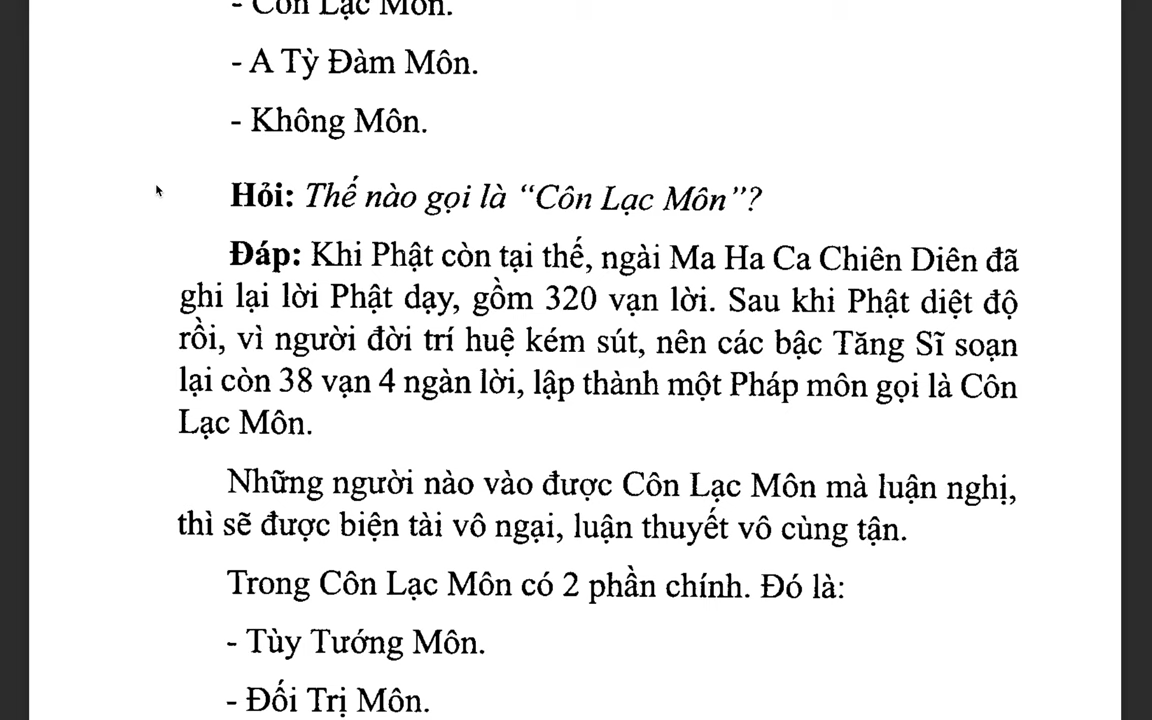 - Côn Lạc Môn.
- A Tỳ Đàm Môn.
- Không Môn.
Hỏi: Thế nào gọi là “Côn Lạc Môn”?
Đáp: Khi Phật còn tại thế, ngài Ma Ha Ca Chiên Diên đã
ghi lại lời Phật dạy, gồm 320 vạn lời. Sau khi Phật diệt độ
rồi, vì người đời trí huệ kém sút, nên các bậc Tăng Sĩ soạn
lại còn 38 vạn 4 ngàn lời, lập thành một Pháp môn gọi là Côn
Lạc Môn.
Những người nào vào được Côn Lạc Môn mà luận nghị,
thì sẽ được biện tài vô ngại, luận thuyết vô cùng tận.
Trong Côn Lạc Môn có 2 phần chính. Đó là:
- Tùy Tướng Môn.
- Đối Trị Môn.